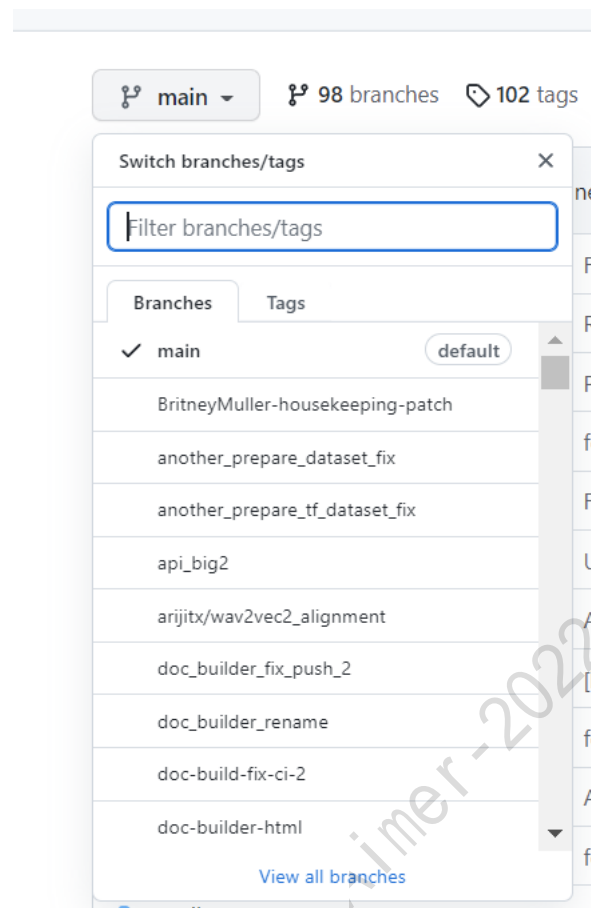 main 98 branches 102 tags
Switch branches/tags
Filter branches/tags
Branches Tags
main default
BritneyMuller-housekeeping-patch
another_prepare_dataset_fix
another_prepare_tf_dataset_fix
api_big2
arijitx/wav2vec2_alignment
doc_builder_fix_push_2
doc_builder_rename
doc-build-fix-ci-2
doc-builder-html
View all branches